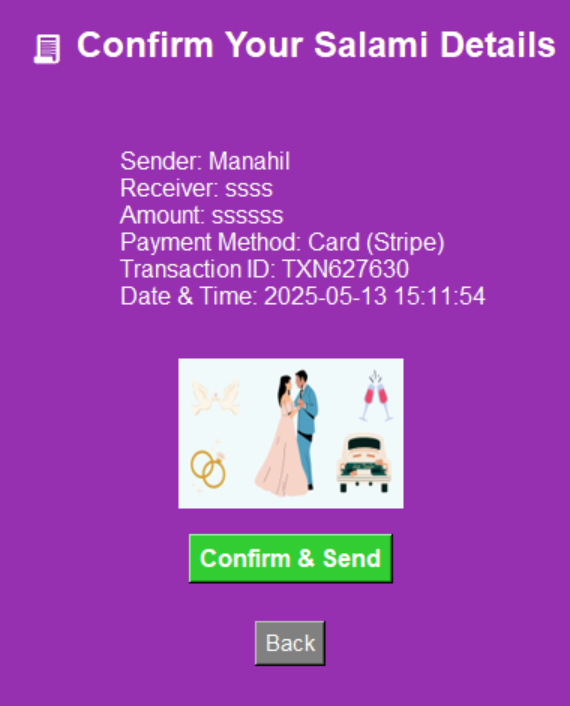 Confirm Your Salami Details
Sender: Manahil
Receiver: ssss
Amount: ssssss
Payment Method: Card (Stripe)
Transaction ID: TXN627630
Date & Time: 2025-05-13 15:11:54
Confirm & Send
Back